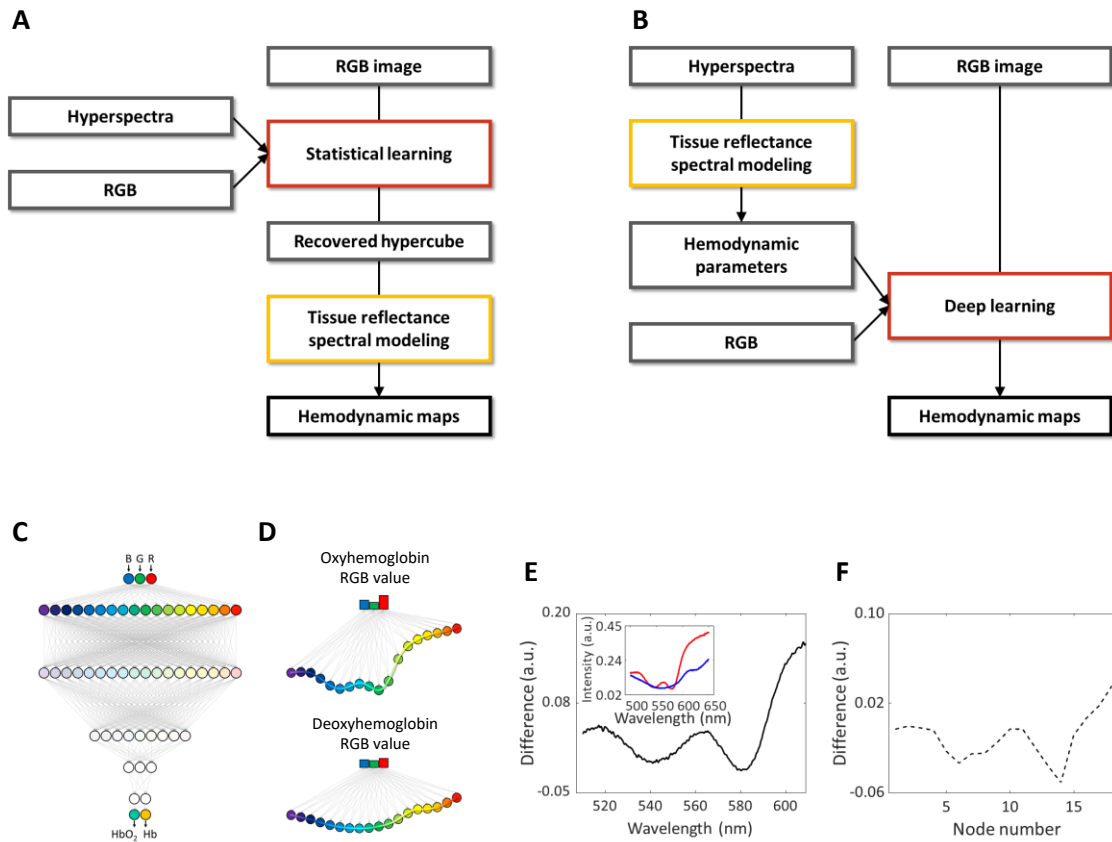 A
RGB image
Hyperspectra
Statistical learning
RGB
Recovered hypercube
Tissue reflectance
spectral modeling
Hemodynamic maps
B
Hyperspectra
RGB image
Tissue reflectance
spectral modeling
Hemodynamic
parameters
Deep learning
RGB
Hemodynamic maps
C
B G R
HbO2 Hb
D
Oxyhemoglobin
RGB value
Deoxyhemoglobin
RGB value
E
Difference (a.u.)
0.20
0.08
-0.05
520 540 560 580 600
Wavelength (nm)
Intensity (a.u.)
0.45
0.24
0.02
500 550 600 650
Wavelength (nm)
F
Difference (a.u.)
0.10
0.02
-0.06
5 10 15
Node number